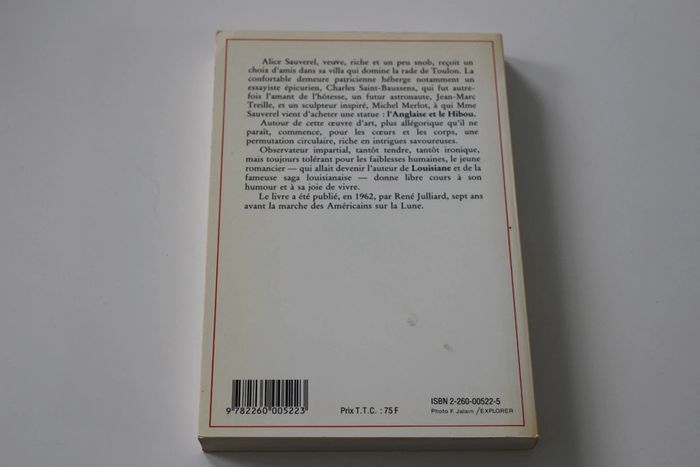 Alice Sauverel, veuve, riche et un peu snob, reçoit un
choix d'amis dans sa villa qui domine la rade de Toulon. La
confortable demeure patricienne héberge notamment un
essayiste épicurien, Charles Saint-Baussens, qui fut autre-
fois l'amant de l'hôtesse, un futur astronaute, Jean-Marc
Treille, et un sculpteur inspiré, Michel Merlot, à qui Mme
Sauverel vient d'acheter une statue : l'Anglaise et le Hibou.
Autour de cette œuvre d'art, plus allégorique qu'il ne
paraît, commence, pour les cœurs et les corps, une
permutation circulaire, riche en intrigues savoureuses.
Observateur impartial, tantôt tendre, tantôt ironique,
mais toujours tolérant pour les faiblesses humaines, le jeune
romancier — qui allait devenir l'auteur de Louisiane et de la
fameuse saga louisianaise — donne libre cours à son
humour et à sa joie de vivre.
Le livre a été publié, en 1962, par René Julliard, sept ans
avant la marche des Américains sur la Lune.
9 782260 005223
Prix T.T.C. : 75 F
ISBN 2-260-00522-5
Photo F. Jalain / EXPLORER